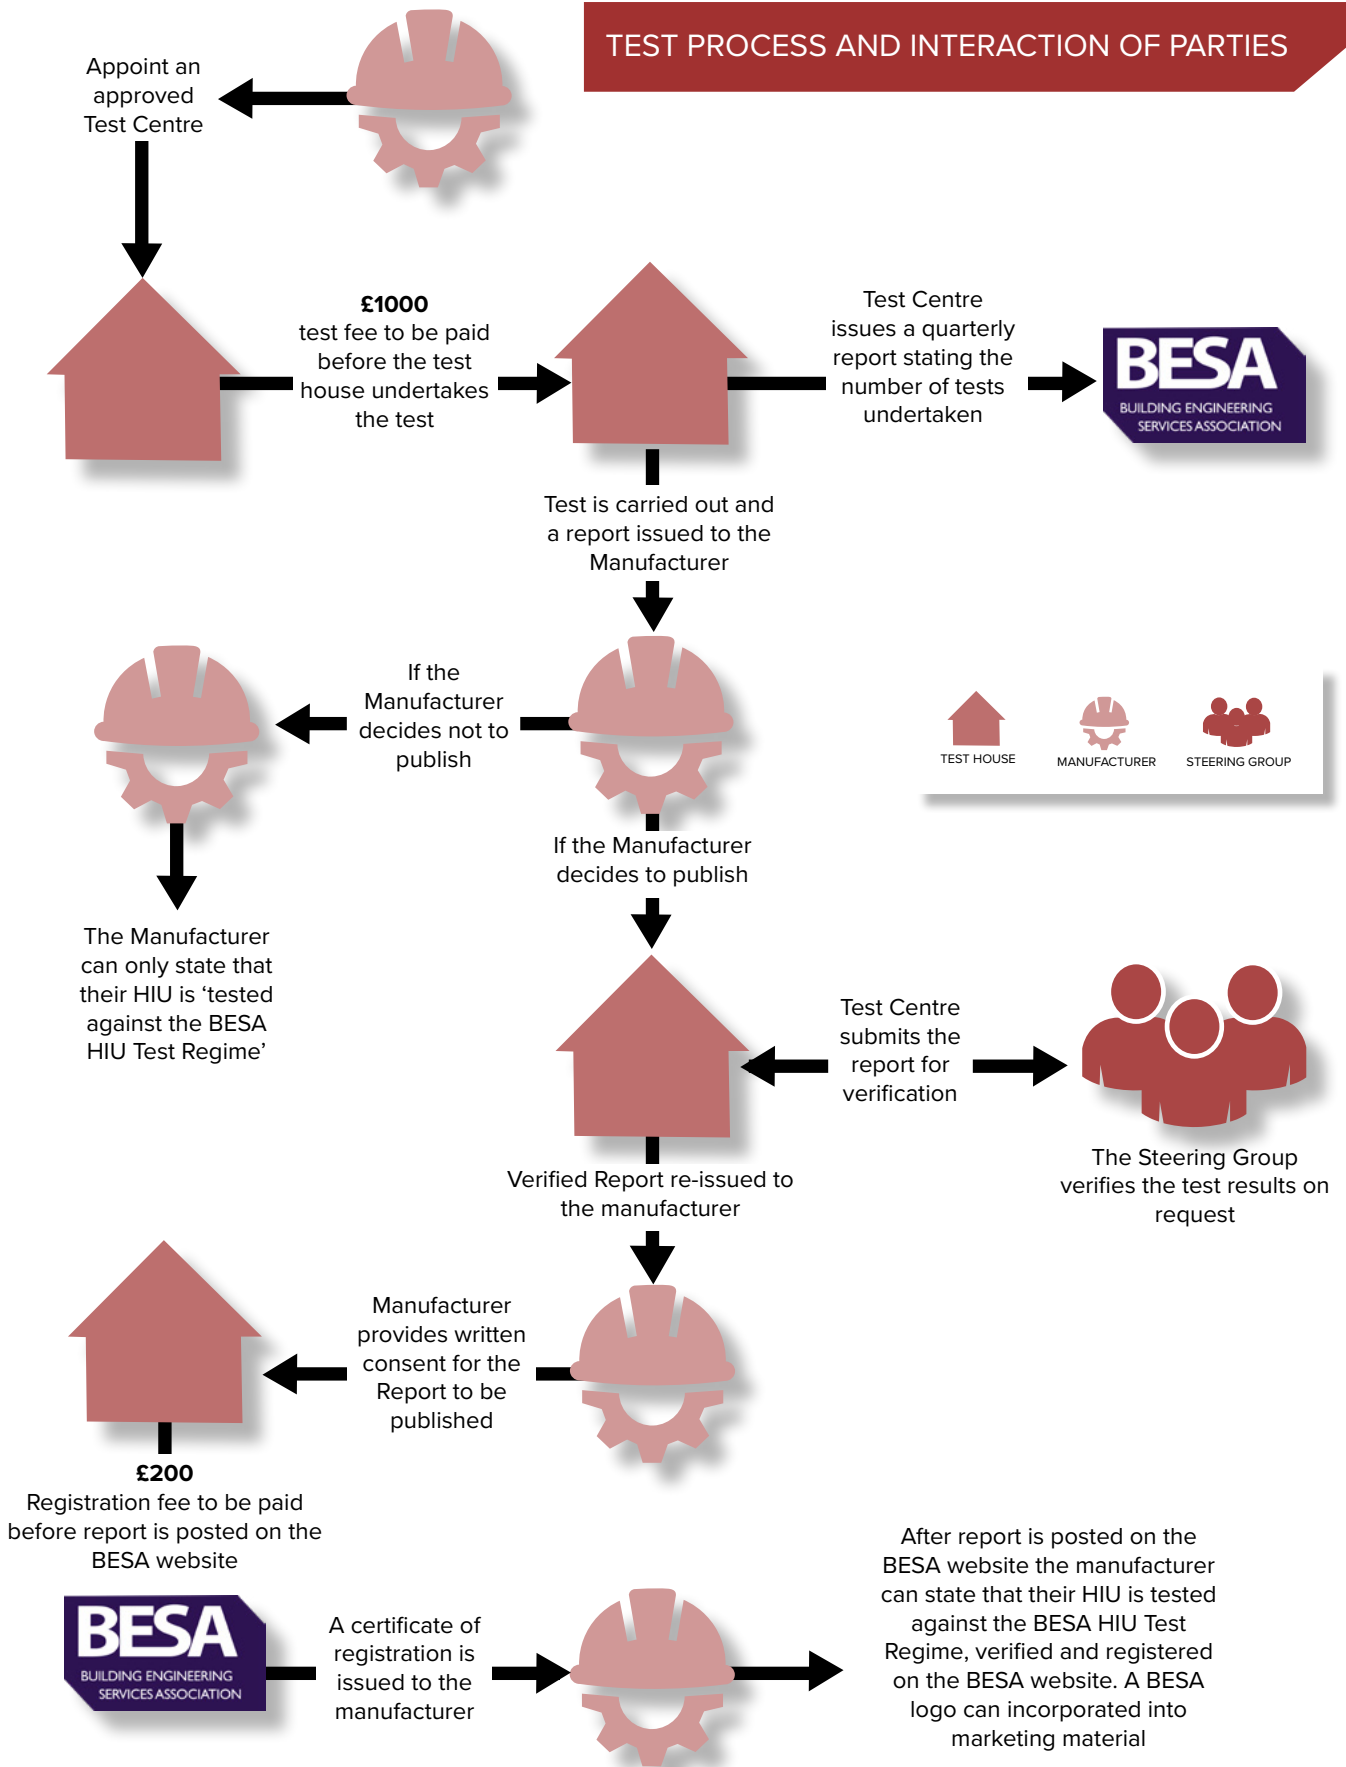 TEST PROCESS AND INTERACTION OF PARTIES
Appoint an
approved
Test Centre
£1000
test fee to be paid
before the test
house undertakes
the test
Test Centre
issues a quarterly
report stating the
number of tests
undertaken
BESA
BUILDING ENGINEERING
SERVICES ASSOCIATION
Test is carried out and
a report issued to the
Manufacturer
If the
Manufacturer
decides not to
publish
TEST HOUSE
MANUFACTURER
STEERING GROUP
If the Manufacturer
decides to publish
The Manufacturer
can only state that
their HIU is ‘tested
against the BESA
HIU Test Regime’
Test Centre
submits the
report for
verification
The Steering Group
verifies the test results on
request
Verified Report re-issued to
the manufacturer
Manufacturer
provides written
consent for the
Report to be
published
£200
Registration fee to be paid
before report is posted on the
BESA website
BESA
BUILDING ENGINEERING
SERVICES ASSOCIATION
A certificate of
registration is
issued to the
manufacturer
After report is posted on the
BESA website the manufacturer
can state that their HIU is tested
against the BESA HIU Test
Regime, verified and registered
on the BESA website. A BESA
logo can incorporated into
marketing material